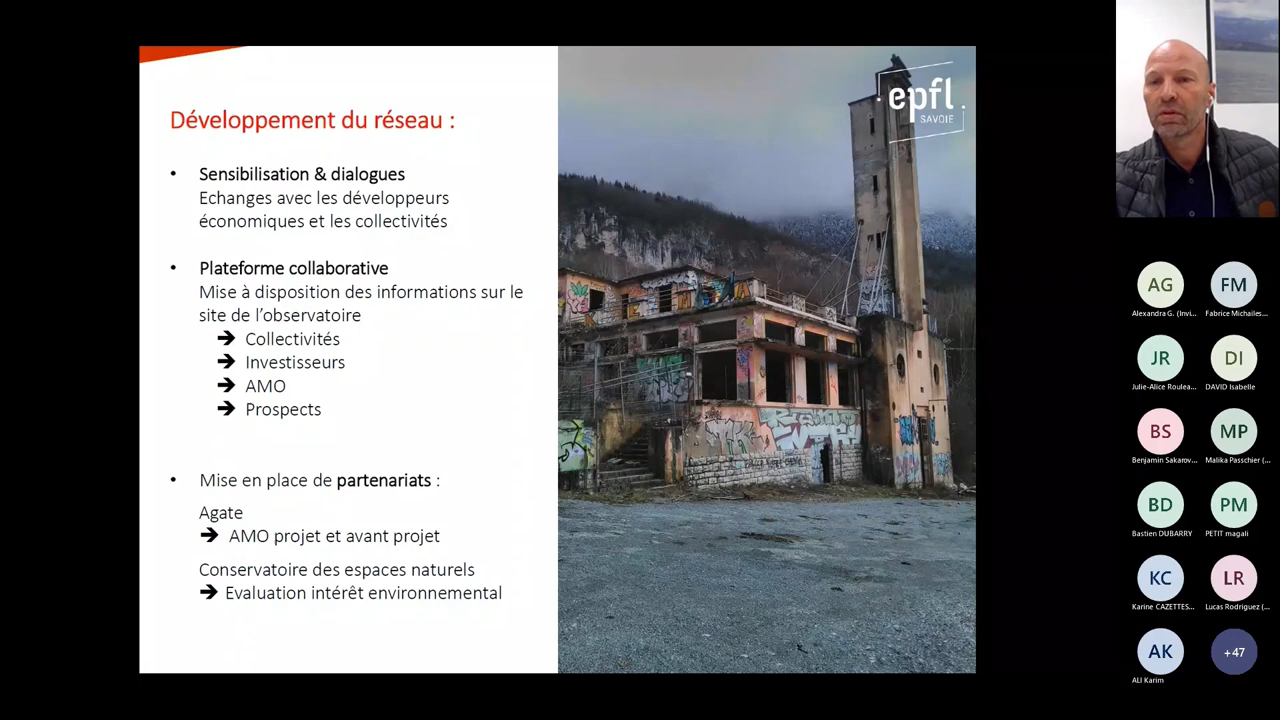 Développement du réseau :
• Sensibilisation & dialogues
Echanges avec les développeurs
économiques et les collectivités
• Plateforme collaborative
Mise à disposition des informations sur le
site de l'observatoire
➔ Collectivités
➔ Investisseurs
➔ AMO
➔ Prospects
• Mise en place de partenariats :
Agate
➔ AMO projet et avant projet
Conservatoire des espaces naturels
➔ Evaluation intérêt environnemental
epfl
SAVOIE
AG
FM
Alexandra G. (Invi...
Fabrice Michailes...
JR
DI
Julie-Alice Roulea...
DAVID Isabelle
BS
MP
Benjamin Sakarov...
Malika Passchier (...
BD
PM
Bastien DUBARRY
PETIT magali
KC
LR
Karine CAZETTES...
Lucas Rodriguez (...
AK
+47
ALI Karim